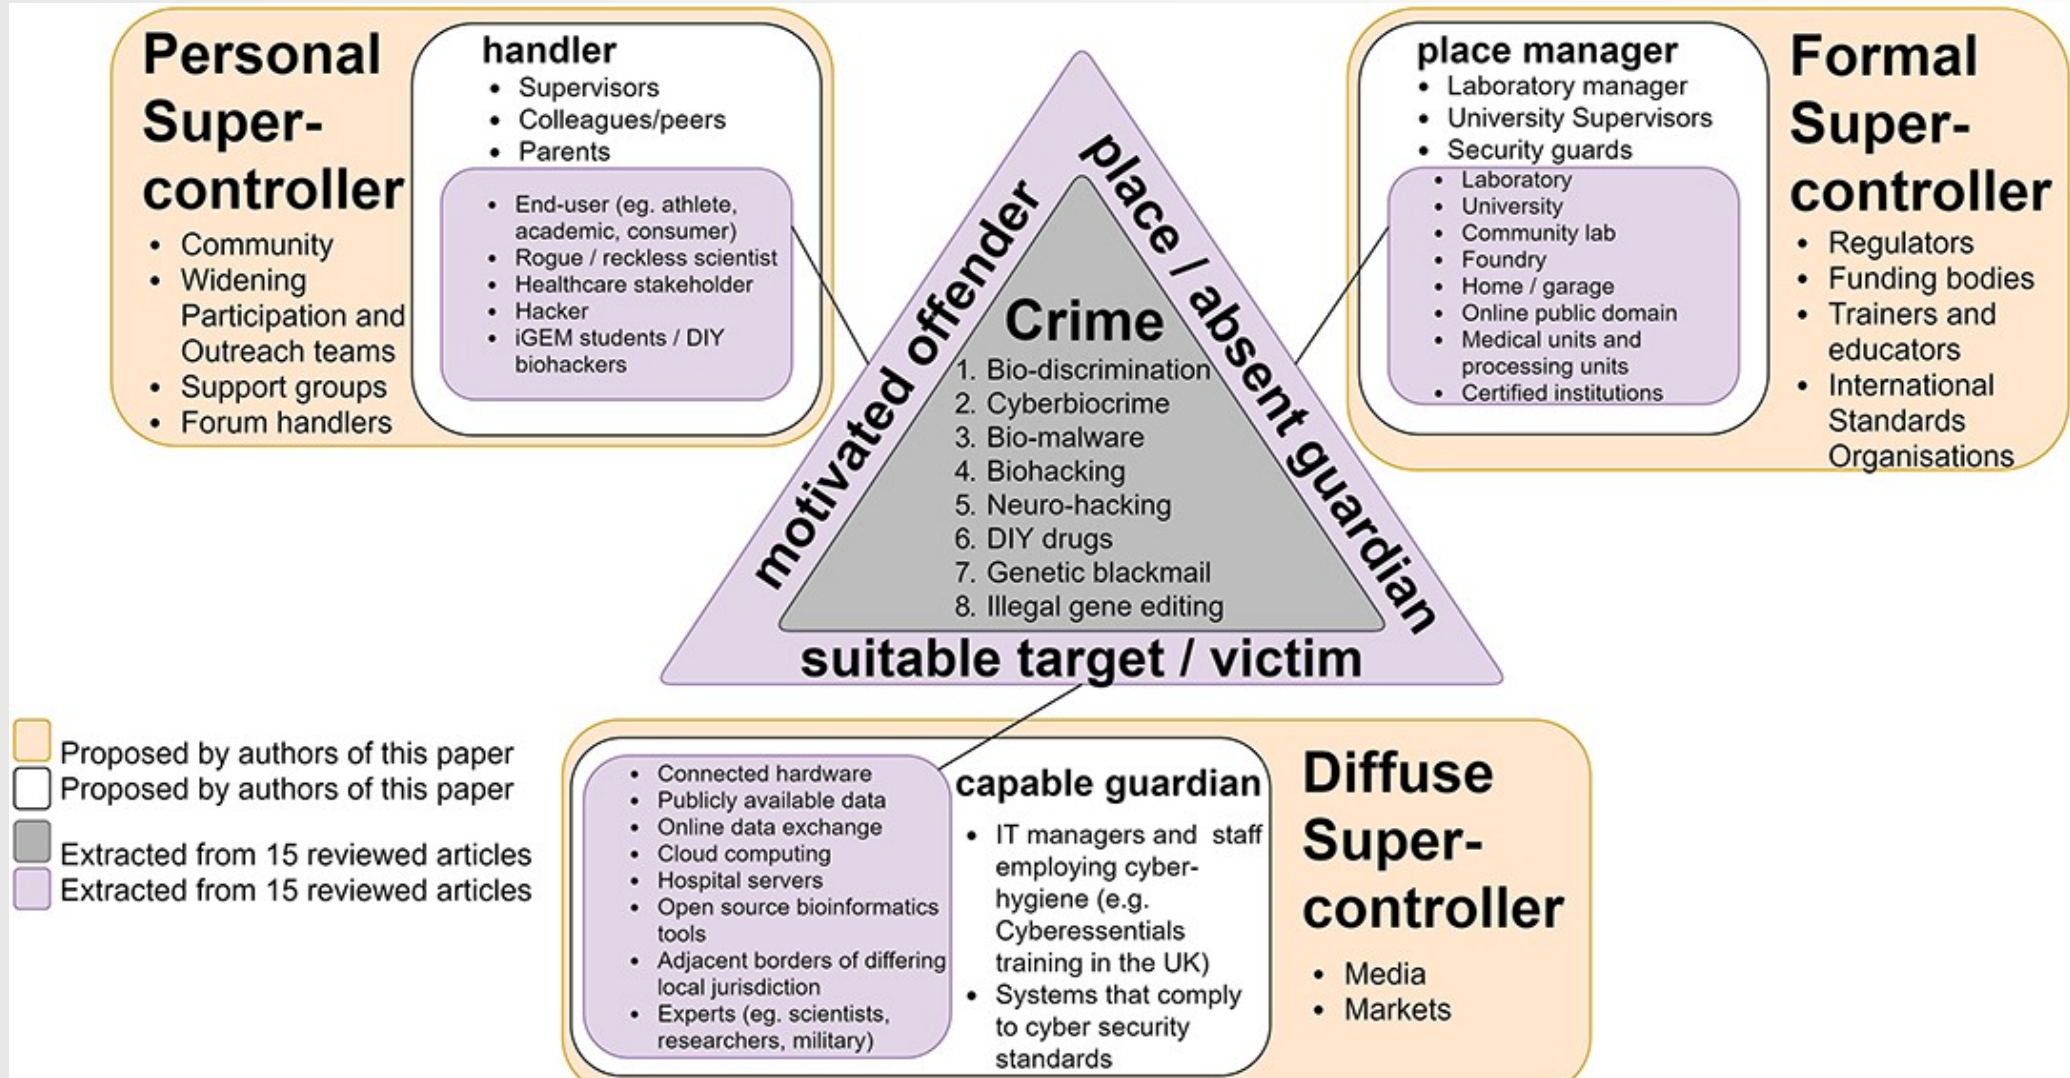 Personal
Super-
controller
• Community
• Widening
Participation and
Outreach teams
• Support groups
• Forum handlers
handler
• Supervisors
• Colleagues/peers
• Parents
• End-user (eg. athlete,
academic, consumer)
• Rogue / reckless scientist
• Healthcare stakeholder
• Hacker
• iGEM students / DIY
biohackers
motivated offender
place / absent guardian
suitable target / victim
Crime
1. Bio-discrimination
2. Cyberbiocrime
3. Bio-malware
4. Biohacking
5. Neuro-hacking
6. DIY drugs
7. Genetic blackmail
8. Illegal gene editing
place manager
• Laboratory manager
• University Supervisors
• Security guards
• Laboratory
• University
• Community lab
• Foundry
• Home / garage
• Online public domain
• Medical units and
processing units
• Certified institutions
Formal
Super-
controller
• Regulators
• Funding bodies
• Trainers and
educators
• International
Standards
Organisations
Proposed by authors of this paper
Proposed by authors of this paper
Extracted from 15 reviewed articles
Extracted from 15 reviewed articles
• Connected hardware
• Publicly available data
• Online data exchange
• Cloud computing
• Hospital servers
• Open source bioinformatics
tools
• Adjacent borders of differing
local jurisdiction
• Experts (eg. scientists,
researchers, military)
capable guardian
• IT managers and staff
employing cyber-
hygiene (e.g.
Cyberessentials
training in the UK)
• Systems that comply
to cyber security
standards
Diffuse
Super-
controller
• Media
• Markets